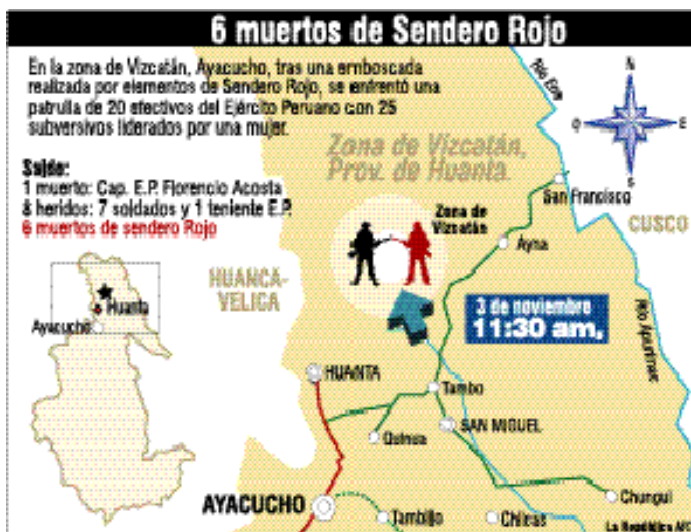 6 muertos de Sendero Rojo
En la zona de Vizcatán, Ayacucho, tras una emboscada
realizada por elementos de Sendero Rojo, se enfrentó una
patrulla de 20 efectivos del Ejército Peruano con 25
subversivos liderados por una mujer.
Saldo:
1 muerto: Cap. E.P. Florencio Acosta
8 heridos: 7 soldados y 1 teniente E.P.
6 muertos de sendero Rojo
Río Ene
N
O
E
S
Zona de Vizcatán,
Prov. de Huanta.
San Francisco
CUSCO
Zona de
Vizcatán
Ayna
HUANCA-
VELICA
Huanta
Ayacucho
3 de noviembre
11:30 am.
Río Apurímac
HUANTA
Tambo
SAN MIGUEL
Quinua
Chungui
AYACUCHO
Tambillo
Chilcas
La República